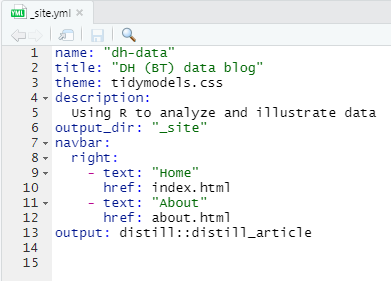 _site.yml
1 name: "dh-data"
2 title: "DH (BT) data blog"
3 theme: tidymodels.css
4 description:
5   Using R to analyze and illustrate data
6 output_dir: "_site"
7 navbar:
8   right:
9     - text: "Home"
10       href: index.html
11     - text: "About"
12       href: about.html
13 output: distill::distill_article
14
15